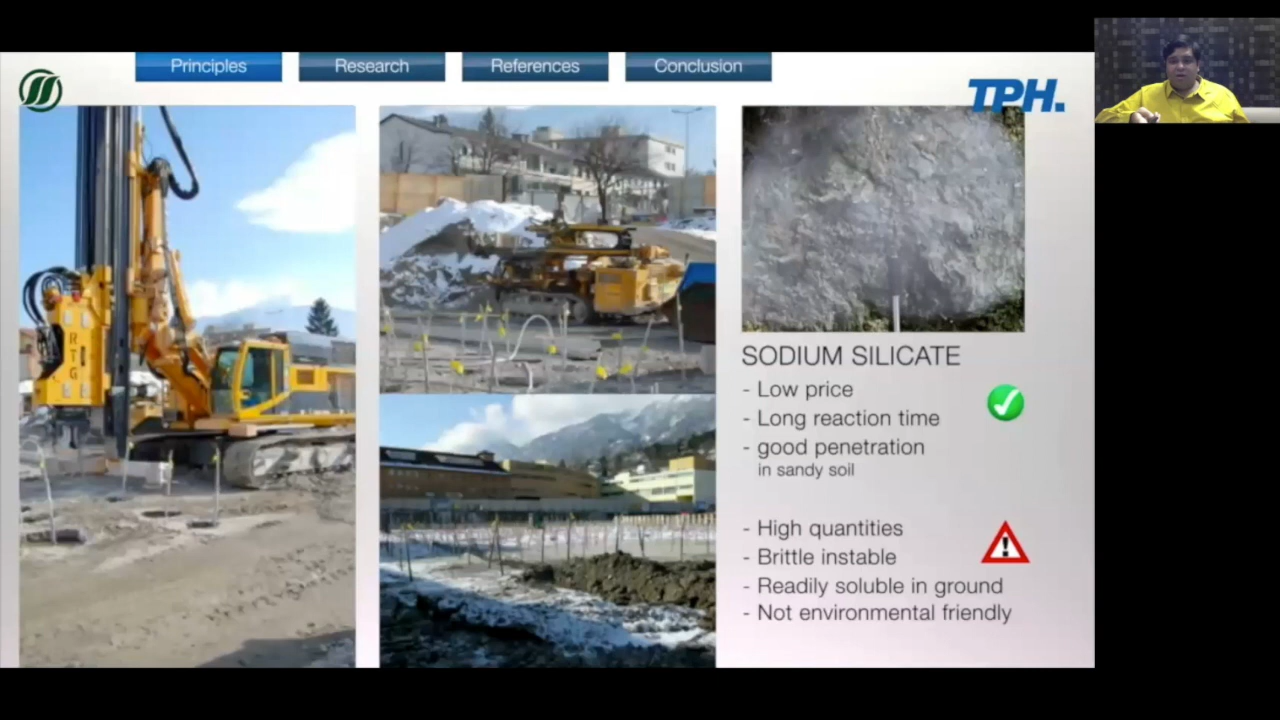 Principles
Research
References
Conclusion
TPH.
RTG
SODIUM SILICATE
- Low price
- Long reaction time
- good penetration
in sandy soil
- High quantities
- Brittle instable
- Readily soluble in ground
- Not environmental friendly